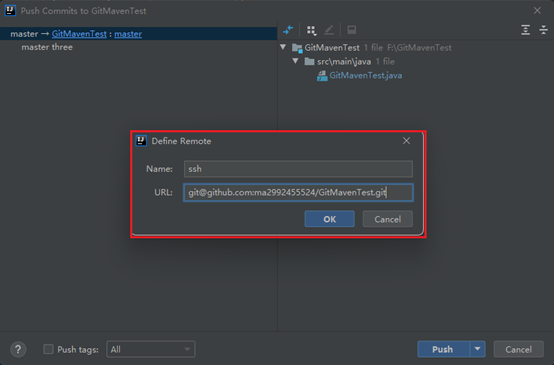 Push Commits to GitMavenTest
master → GitMavenTest : master
master three
GitMavenTest 1 file F:\GitMavenTest
src\main\java 1 file
GitMavenTest.java
Define Remote
Name: ssh
URL: git@github.com:ma2992455524/GitMavenTest.git
OK Cancel
? Push tags: All Push Cancel